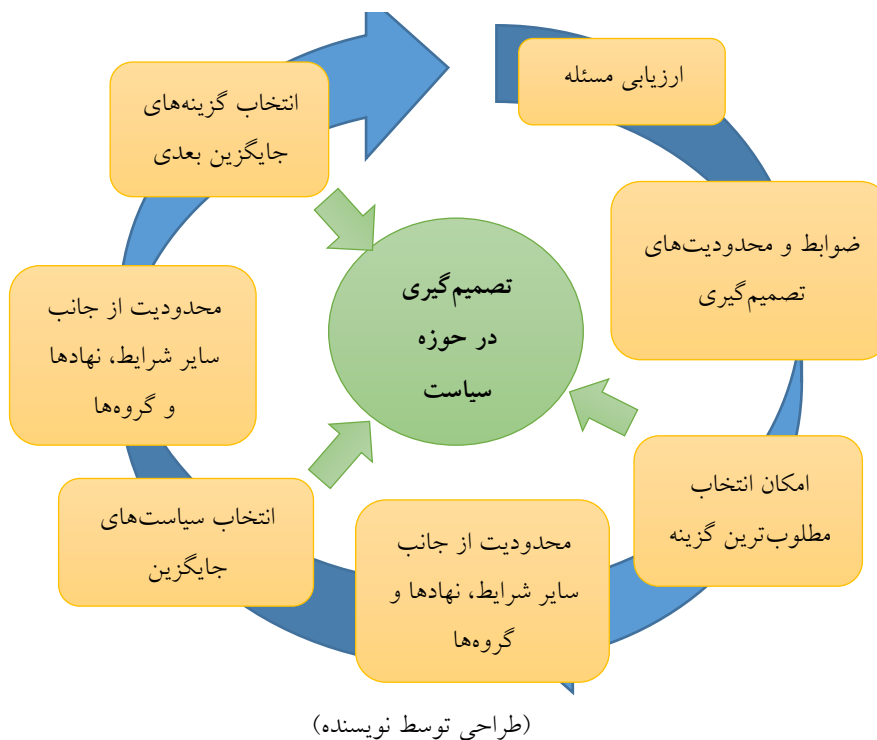 ارزیابی مسئله
ضوابط و محدودیت‌های
تصمیم‌گیری
امکان انتخاب
مطلوب‌ترین گزینه
محدودیت از جانب
سایر شرایط، نهادها و
گروه‌ها
انتخاب سیاست‌های
جایگزین
محدودیت از جانب
سایر شرایط، نهادها
و گروه‌ها
انتخاب گزینه‌های
جایگزین بعدی
تصمیم‌گیری
در حوزه
سیاست
(طراحی توسط نویسنده)